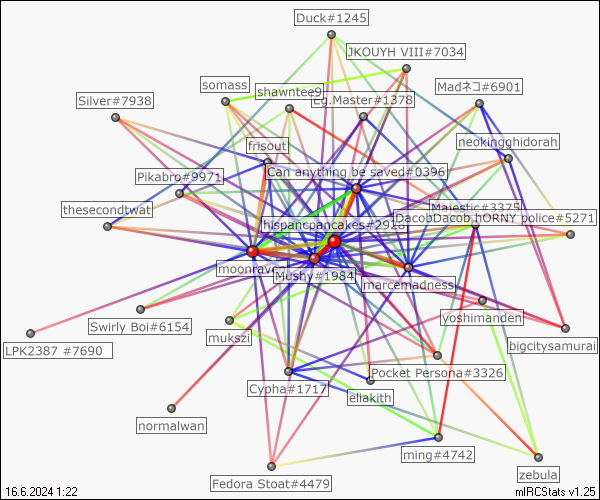 Duck#1245
JKOUYH VIII#7034
somass
shawntee9
Eg.Master#1378
Madネコ#6901
Silver#7938
frisout
neokingghidorah
Can anything be saved#0396
Pikabro#9971
thesecondtwat
Majestic#3375
DacobDacob
hORNY police#5271
hispanicpancakes#2926
moonraven
Mushy#1984
marcemadness
Swirly Boi#6154
yoshimanden
LPK2387 #7690
mukszi
bigcitysamurai
Pocket Persona#3326
Cypha#1717
eliakith
normalwan
ming#4742
zebula
Fedora Stoat#4479
16.6.2024 1:22
mIRCStats v1.25